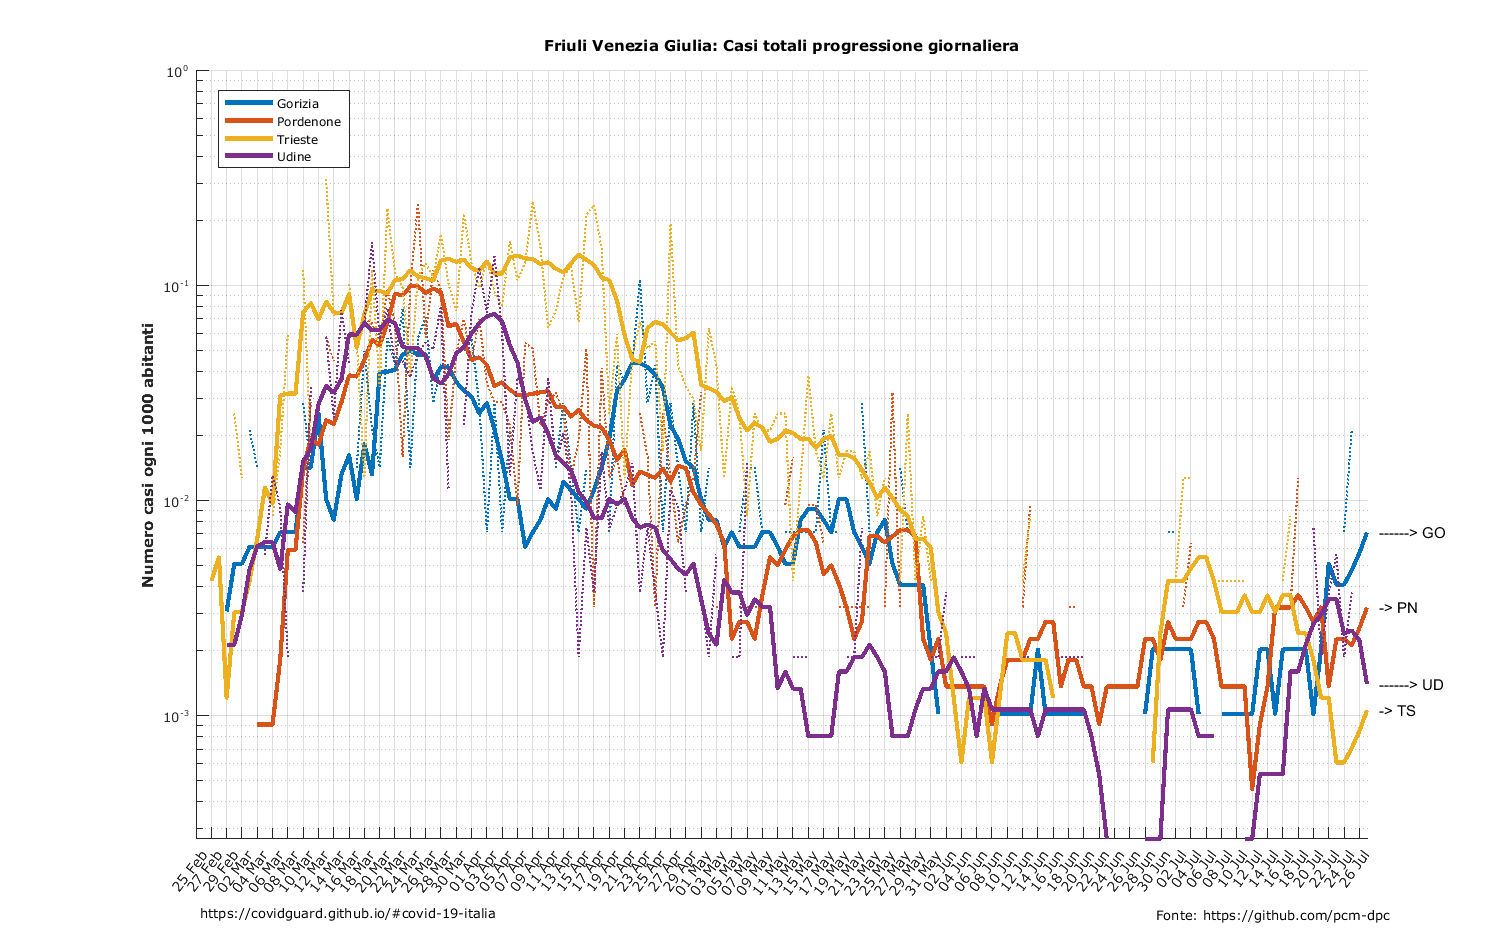 Friuli Venezia Giulia: Casi totali progressione giornaliera
10^0
10^-1
10^-2
10^-3
Numero casi ogni 1000 abitanti
Gorizia
Pordenone
Trieste
Udine
------> GO
-> PN
------> UD
-> TS
25 Feb
27 Feb
29 Feb
02 Mar
04 Mar
06 Mar
08 Mar
10 Mar
12 Mar
14 Mar
16 Mar
18 Mar
20 Mar
22 Mar
24 Mar
26 Mar
28 Mar
30 Mar
01 Apr
03 Apr
05 Apr
07 Apr
09 Apr
11 Apr
13 Apr
15 Apr
17 Apr
19 Apr
21 Apr
23 Apr
25 Apr
27 Apr
29 Apr
01 May
03 May
05 May
07 May
09 May
11 May
13 May
15 May
17 May
19 May
21 May
23 May
25 May
27 May
29 May
31 May
02 Jun
04 Jun
06 Jun
08 Jun
10 Jun
12 Jun
14 Jun
16 Jun
18 Jun
20 Jun
22 Jun
24 Jun
26 Jun
28 Jun
30 Jun
02 Jul
04 Jul
06 Jul
08 Jul
10 Jul
12 Jul
14 Jul
16 Jul
18 Jul
20 Jul
22 Jul
24 Jul
26 Jul
https://covidguard.github.io/#covid-19-italia
Fonte: https://github.com/pcm-dpc